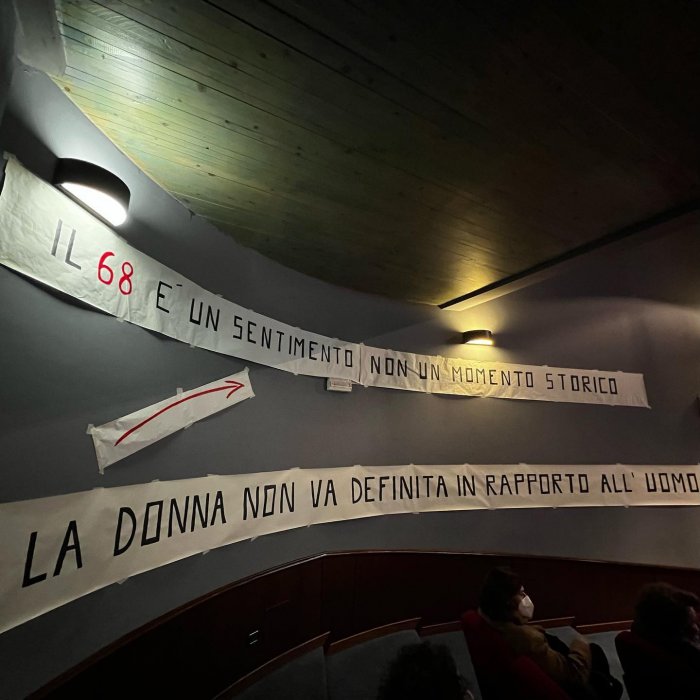 IL 68 E´ UN SENTIMENTO NON UN MOMENTO STORICO
LA DONNA NON VA DEFINITA IN RAPPORTO ALL' UOMO